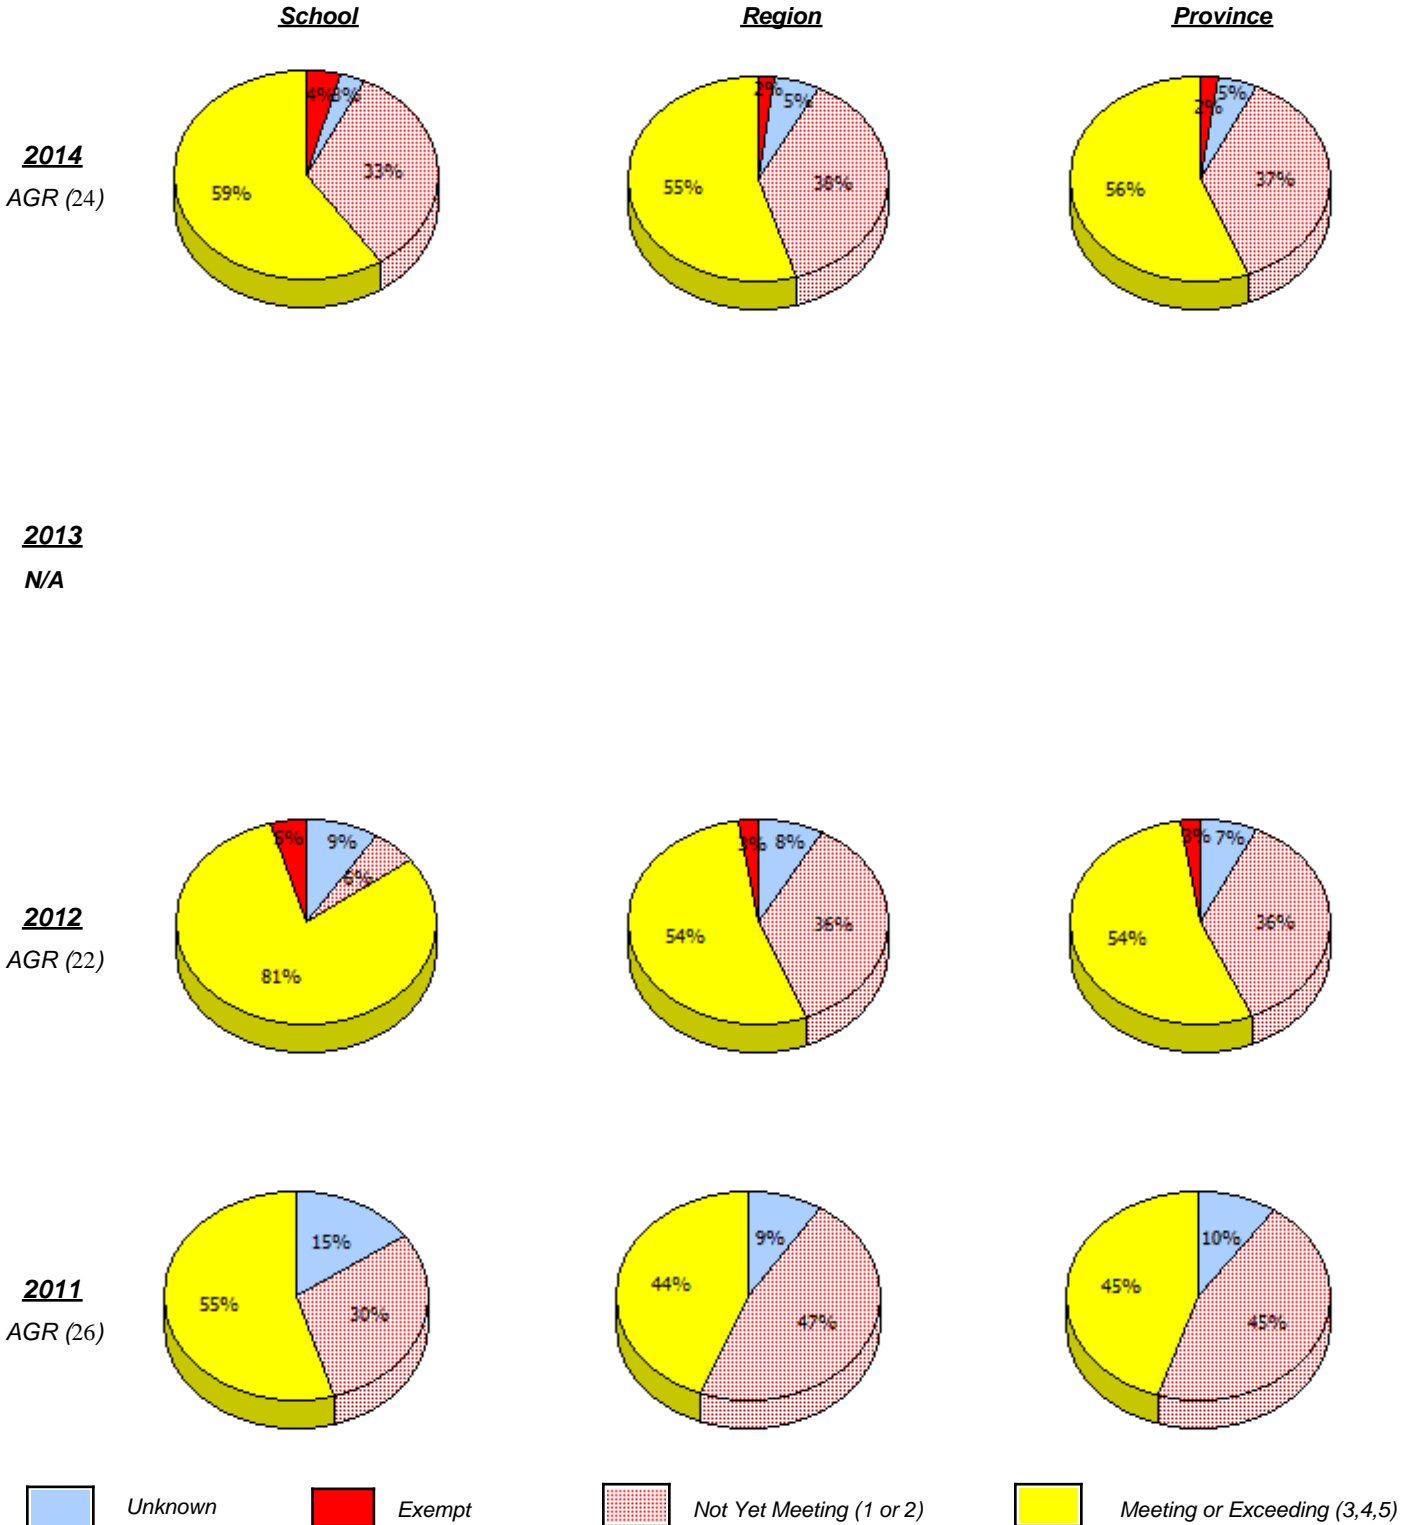 School Region Province
4% 3% 33% 59%
2% 5% 38% 55%
2% 5% 37% 56%
2014
AGR (24)
2013
N/A
5% 9% 6% 81%
3% 8% 36% 54%
3% 7% 36% 54%
2012
AGR (22)
15% 30% 55%
9% 47% 44%
10% 45% 45%
2011
AGR (26)
Unknown Exempt Not Yet Meeting (1 or 2) Meeting or Exceeding (3,4,5)